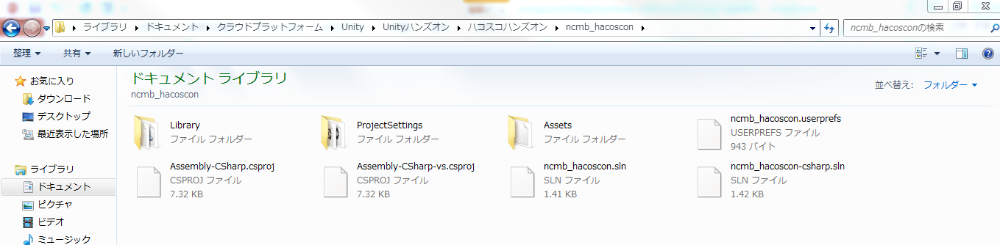 ライブラリ ▸ ドキュメント ▸ クラウドプラットフォーム ▸ Unity ▸ Unityハンズオン ▸ ハコスコハンズオン ▸ ncmb_hacoscon ▸
ncmb_hacosconの検索
整理 共有 新しいフォルダー
お気に入り
ダウンロード
デスクトップ
最近表示した場所
ライブラリ
ドキュメント
ピクチャ
ビデオ
ミュージック
ドキュメント ライブラリ
ncmb_hacoscon
並べ替え: フォルダー
Library
ファイル フォルダー
ProjectSettings
ファイル フォルダー
Assets
ファイル フォルダー
ncmb_hacoscon.userprefs
USERPREFS ファイル
943 バイト
Assembly-CSharp.csproj
CSPROJ ファイル
7.32 KB
Assembly-CSharp-vs.csproj
CSPROJ ファイル
7.32 KB
ncmb_hacoscon.sln
SLN ファイル
1.41 KB
ncmb_hacoscon-csharp.sln
SLN ファイル
1.42 KB